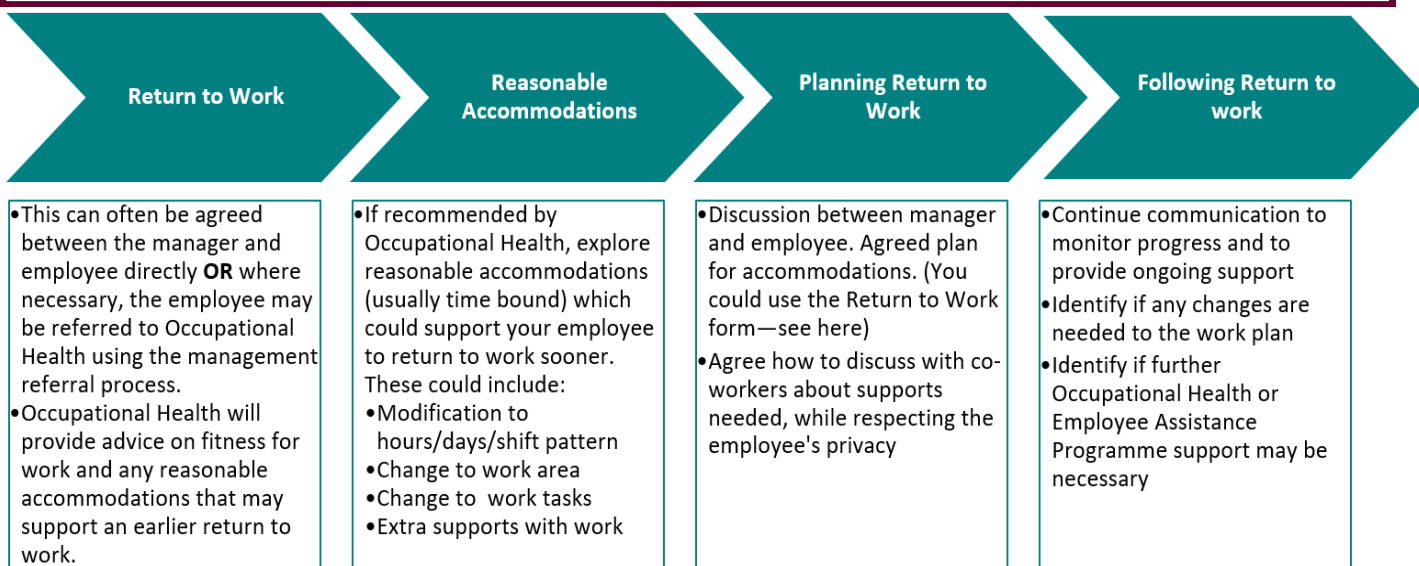 Return to Work
•This can often be agreed
between the manager and
employee directly OR where
necessary, the employee may
be referred to Occupational
Health using the management
referral process.
•Occupational Health will
provide advice on fitness for
work and any reasonable
accommodations that may
support an earlier return to
work.
Reasonable
Accommodations
•If recommended by
Occupational Health, explore
reasonable accommodations
(usually time bound) which
could support your employee
to return to work sooner.
These could include:
•Modification to
hours/days/shift pattern
•Change to work area
•Change to  work tasks
•Extra supports with work
Planning Return to
Work
•Discussion between manager
and employee. Agreed plan
for accommodations. (You
could use the Return to Work
form—see here)
•Agree how to discuss with co-
workers about supports
needed, while respecting the
employee's privacy
Following Return to
work
•Continue communication to
monitor progress and to
provide ongoing support
•Identify if any changes are
needed to the work plan
•Identify if further
Occupational Health or
Employee Assistance
Programme support may be
necessary